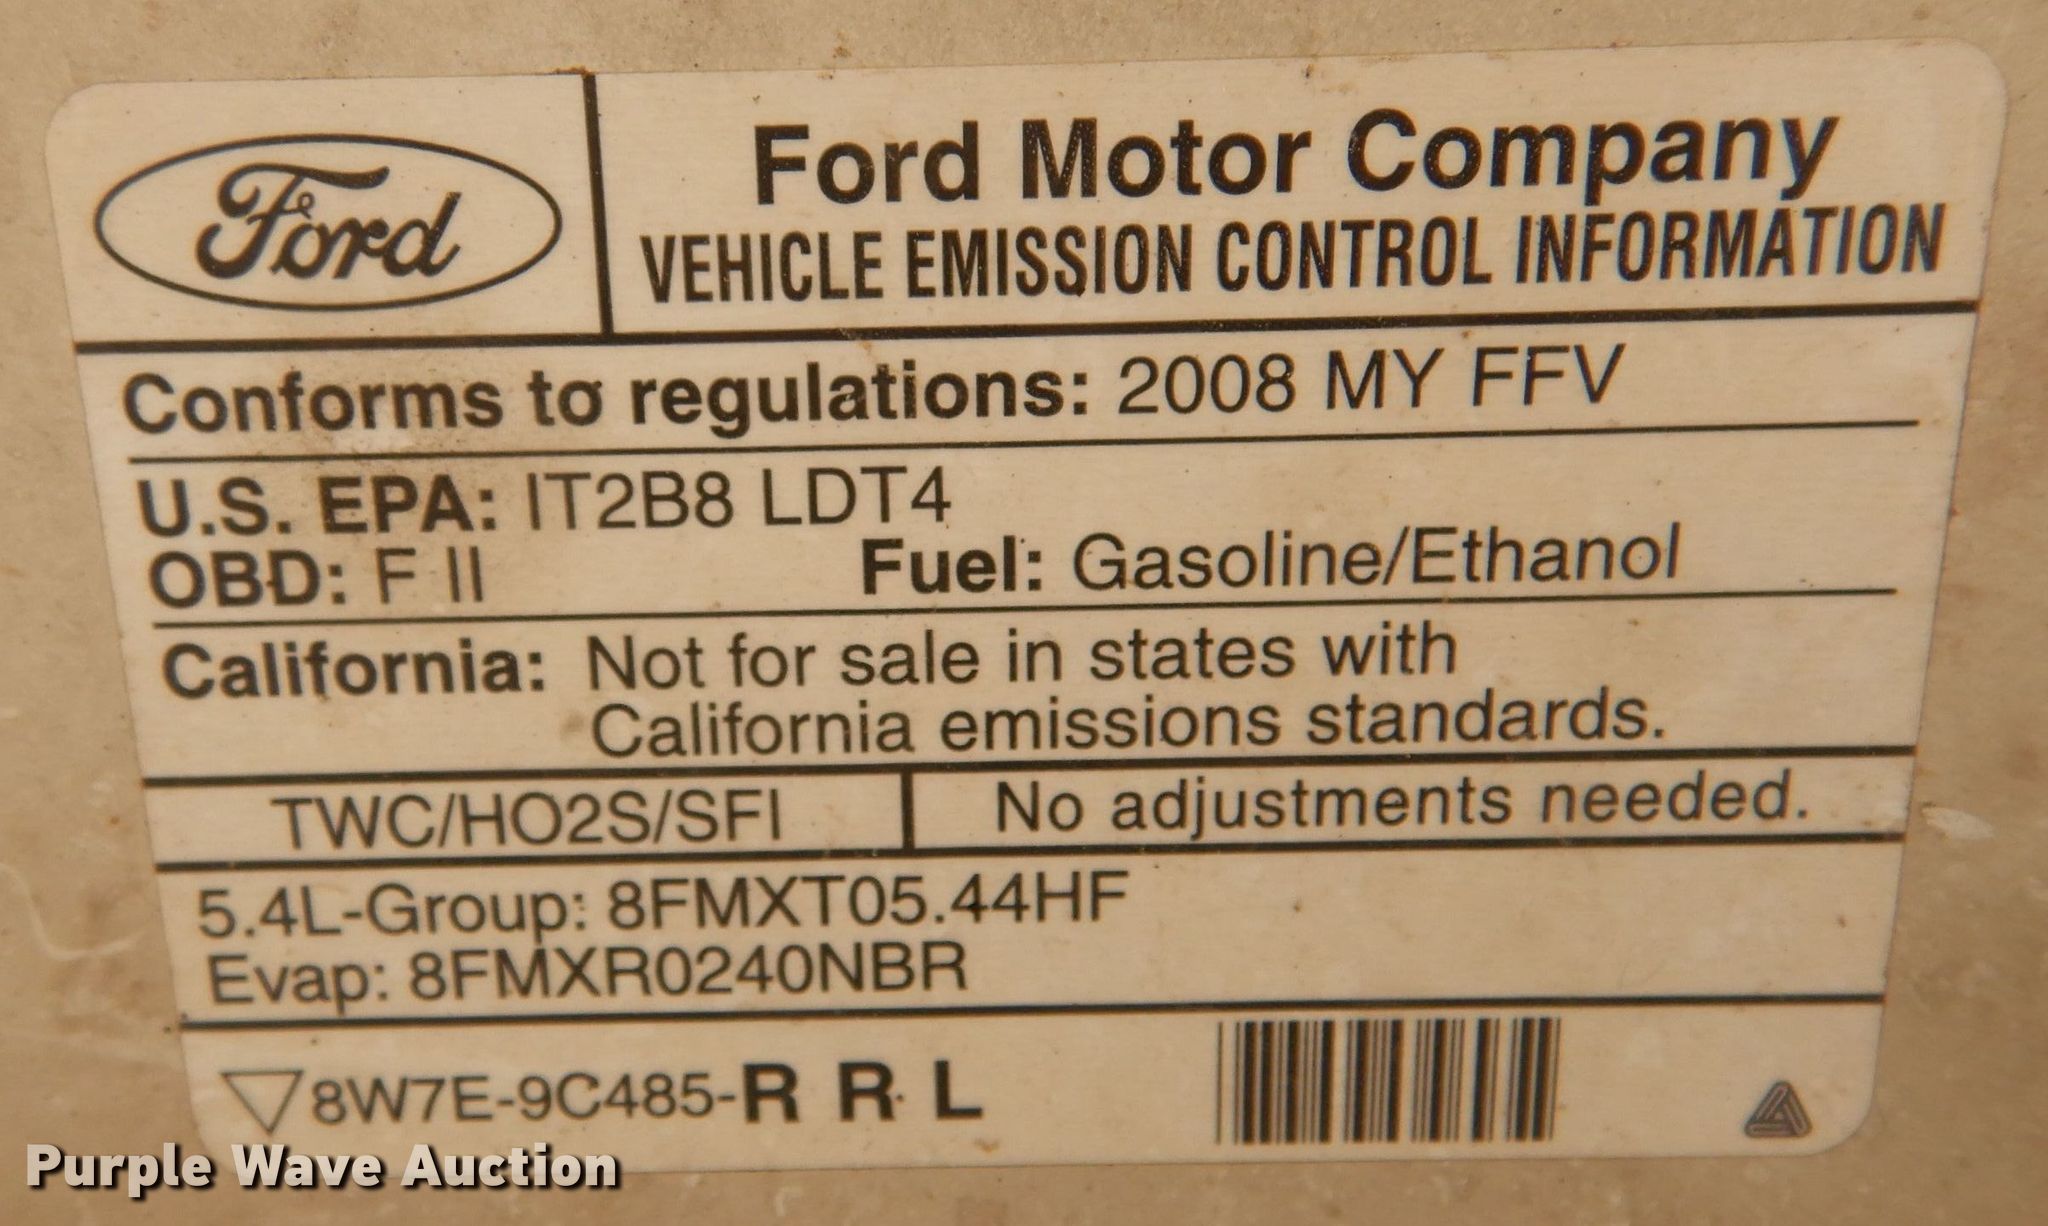 Ford
Ford Motor Company
VEHICLE EMISSION CONTROL INFORMATION
Conforms to regulations: 2008 MY FFV
U.S. EPA: IT2B8 LDT4
OBD: F II Fuel: Gasoline/Ethanol
California: Not for sale in states with
California emissions standards.
TWC/HO2S/SFI
No adjustments needed.
5.4L-Group: 8FMXT05.44HF
Evap: 8FMXR0240NBR
8W7E-9C485-R R L
Purple Wave Auction